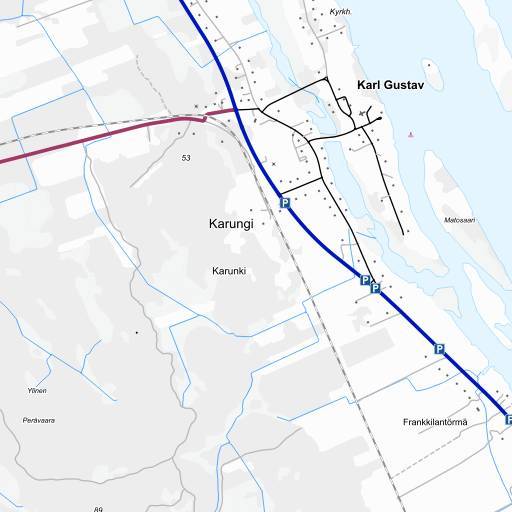 Kyrkh.
Karl Gustav
53
Matosaari
Karungi
Karunki
P
P
P
P
P
Ylinen
Perävaara
Frankkilantörmä
89